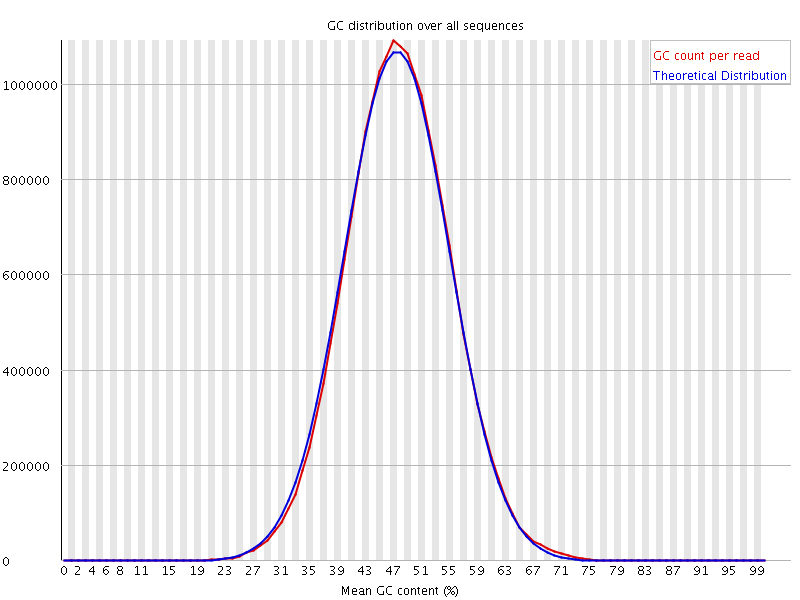 GC distribution over all sequences
GC count per read
Theoretical Distribution
1000000
800000
600000
400000
200000
0
0 2 4 6 8 11 15 19 23 27 31 35 39 43 47 51 55 59 63 67 71 75 79 83 87 91 95 99
Mean GC content (%)